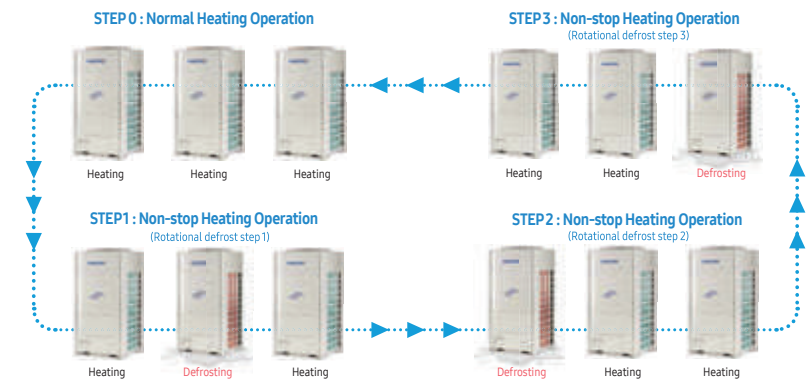 STEP 0 : Normal Heating Operation
Heating
Heating
Heating
STEP 3 : Non-stop Heating Operation
(Rotational defrost step 3)
Heating
Heating
Defrosting
STEP1 : Non-stop Heating Operation
(Rotational defrost step 1)
Heating
Defrosting
Heating
STEP 2 : Non-stop Heating Operation
(Rotational defrost step 2)
Defrosting
Heating
Heating